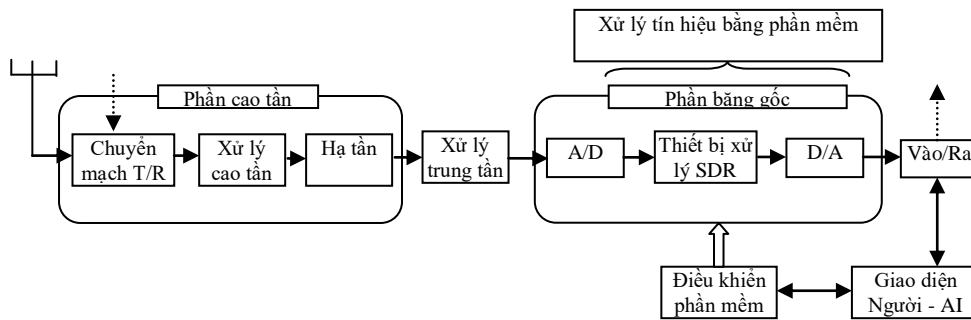 Xử lý tín hiệu bằng phần mềm
Phần cao tần
Phần băng gốc
Chuyển
mạch T/R
Xử lý
cao tần
Hạ tần
Xử lý
trung tần
A/D
Thiết bị xử
lý SDR
D/A
Vào/Ra
Điều khiển
phần mềm
Giao diện
Người - AI